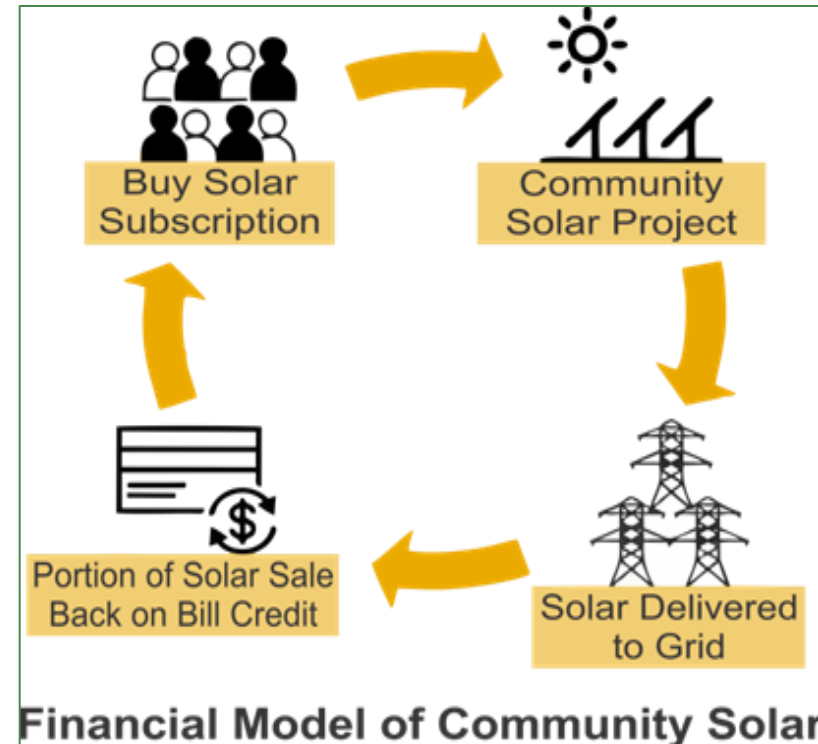 Buy Solar
Subscription
Community
Solar Project
Portion of Solar Sale
Back on Bill Credit
$
Solar Delivered
to Grid
Financial Model of Community Solar